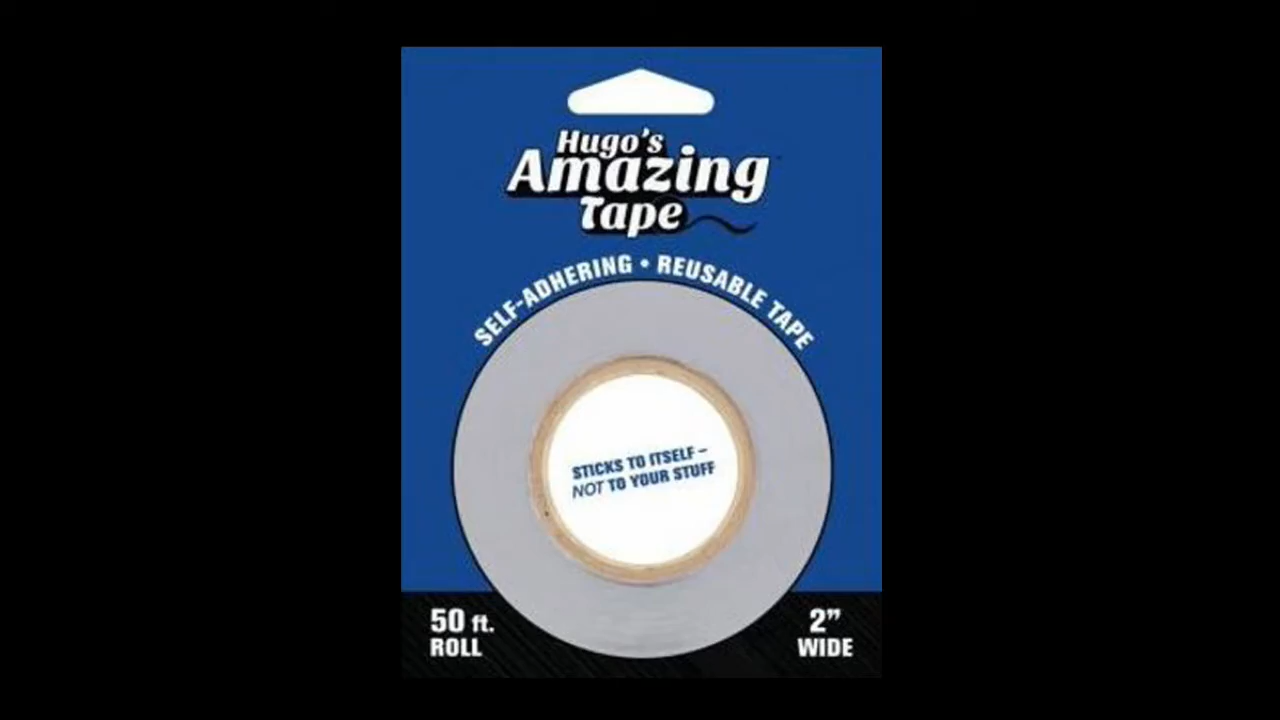 Hugo's
Amazing
Tape
SELF-ADHERING • REUSABLE TAPE
STICKS TO ITSELF –
NOT TO YOUR STUFF
50 ft.
ROLL
2”
WIDE